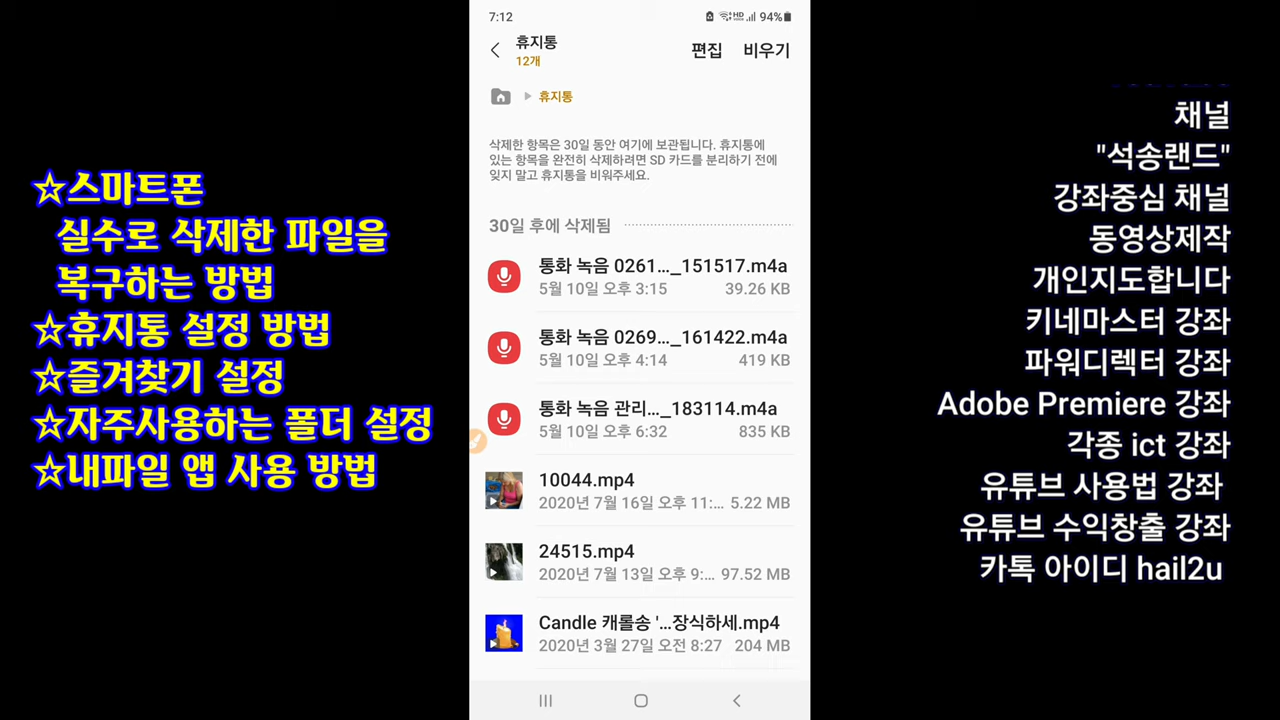 ☆스마트폰
실수로 삭제한 파일을
복구하는 방법
☆휴지통 설정 방법
☆즐겨찾기 설정
☆자주사용하는 폴더 설정
☆내파일 앱 사용 방법
7:12
94%
휴지통
12개
편집 비우기
휴지통
삭제한 항목은 30일 동안 여기에 보관됩니다. 휴지통에
있는 항목을 완전히 삭제하려면 SD 카드를 분리하기 전에
잊지 말고 휴지통을 비워주세요.
30일 후에 삭제됨
통화 녹음 0261..._151517.m4a
5월 10일 오후 3:15 39.26 KB
통화 녹음 0269..._161422.m4a
5월 10일 오후 4:14 419 KB
통화 녹음 관리..._183114.m4a
5월 10일 오후 6:32 835 KB
10044.mp4
2020년 7월 16일 오후 11:... 5.22 MB
24515.mp4
2020년 7월 13일 오후 9:... 97.52 MB
Candle 캐롤송 '...장식하세.mp4
2020년 3월 27일 오전 8:27 204 MB
채널
"석송랜드"
강좌중심 채널
동영상제작
개인지도합니다
키네마스터 강좌
파워디렉터 강좌
Adobe Premiere 강좌
각종 ict 강좌
유튜브 사용법 강좌
유튜브 수익창출 강좌
카톡 아이디 hail2u